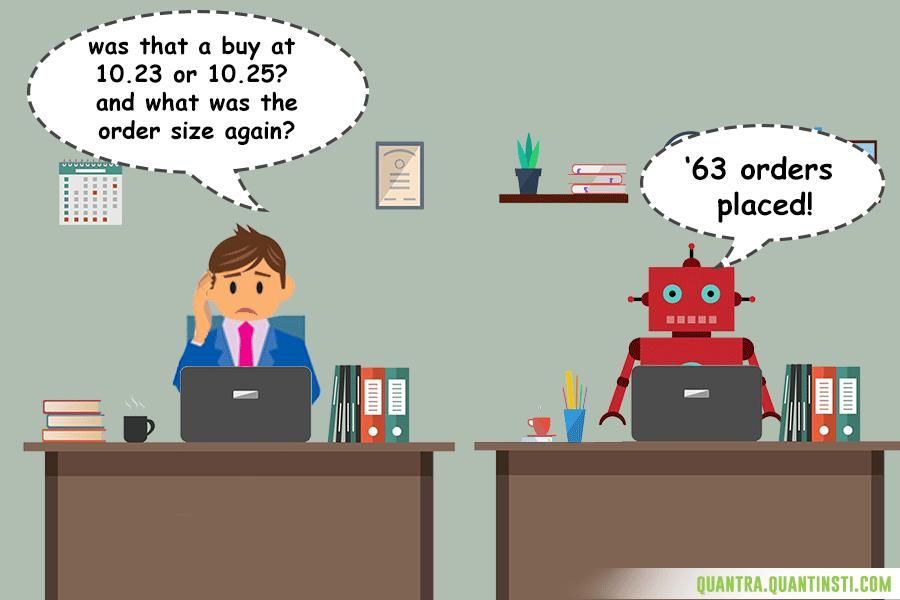 was that a buy at
10.23 or 10.25?
and what was the
order size again?
‘63 orders
placed!
QUANTRA.QUANTINSTI.COM